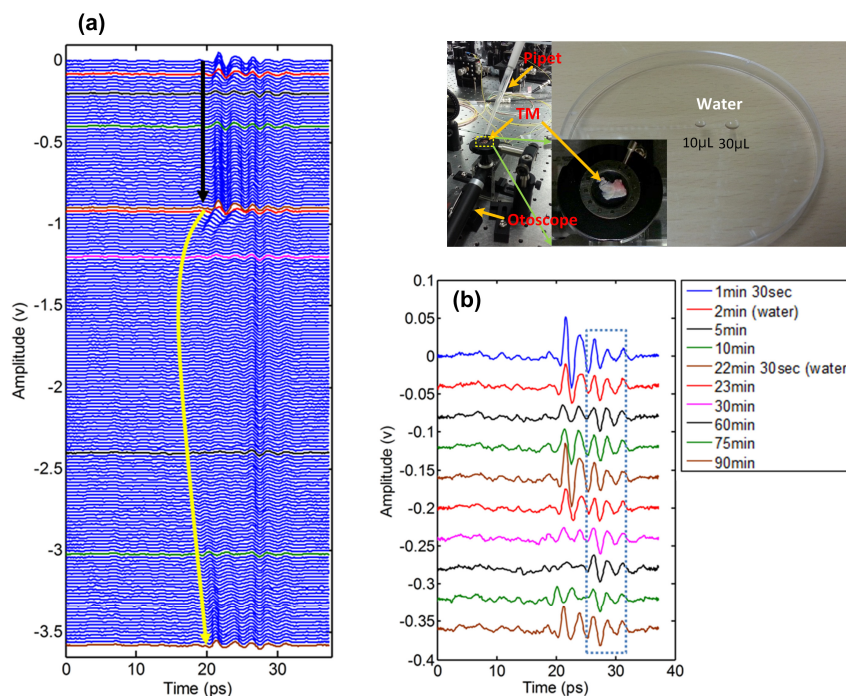 (a)
0
-0.5
-1
-1.5
-2
-2.5
-3
-3.5
Amplitude (v)
0
10
20
30
Time (ps)
Pipet
TM
Otoscope
Water
10µL
30µL
(b)
0.1
0.05
0
-0.05
-0.1
-0.15
-0.2
-0.25
-0.3
-0.35
-0.4
Amplitude (v)
0
10
20
30
40
Time (ps)
1min 30sec
2min (water)
5min
10min
22min 30sec (water
23min
30min
60min
75min
90min